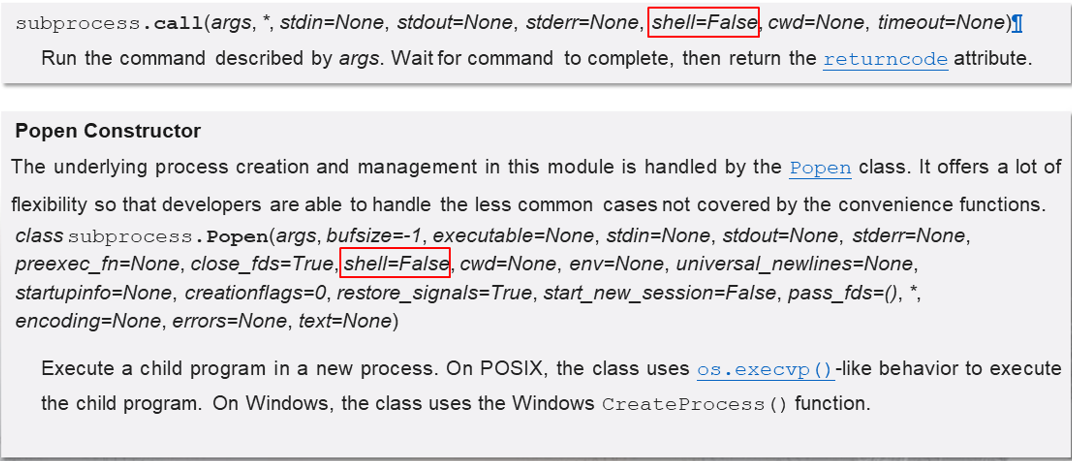 subprocess.call(args, *, stdin=None, stdout=None, stderr=None, shell=False, cwd=None, timeout=None)¶
Run the command described by args. Wait for command to complete, then return the returncode attribute.
Popen Constructor
The underlying process creation and management in this module is handled by the Popen class. It offers a lot of
flexibility so that developers are able to handle the less common cases not covered by the convenience functions.
class subprocess.Popen(args, bufsize=-1, executable=None, stdin=None, stdout=None, stderr=None,
preexec_fn=None, close_fds=True, shell=False, cwd=None, env=None, universal_newlines=None,
startupinfo=None, creationflags=0, restore_signals=True, start_new_session=False, pass_fds=(), *,
encoding=None, errors=None, text=None)
Execute a child program in a new process. On POSIX, the class uses os.execvp()-like behavior to execute
the child program. On Windows, the class uses the Windows CreateProcess() function.